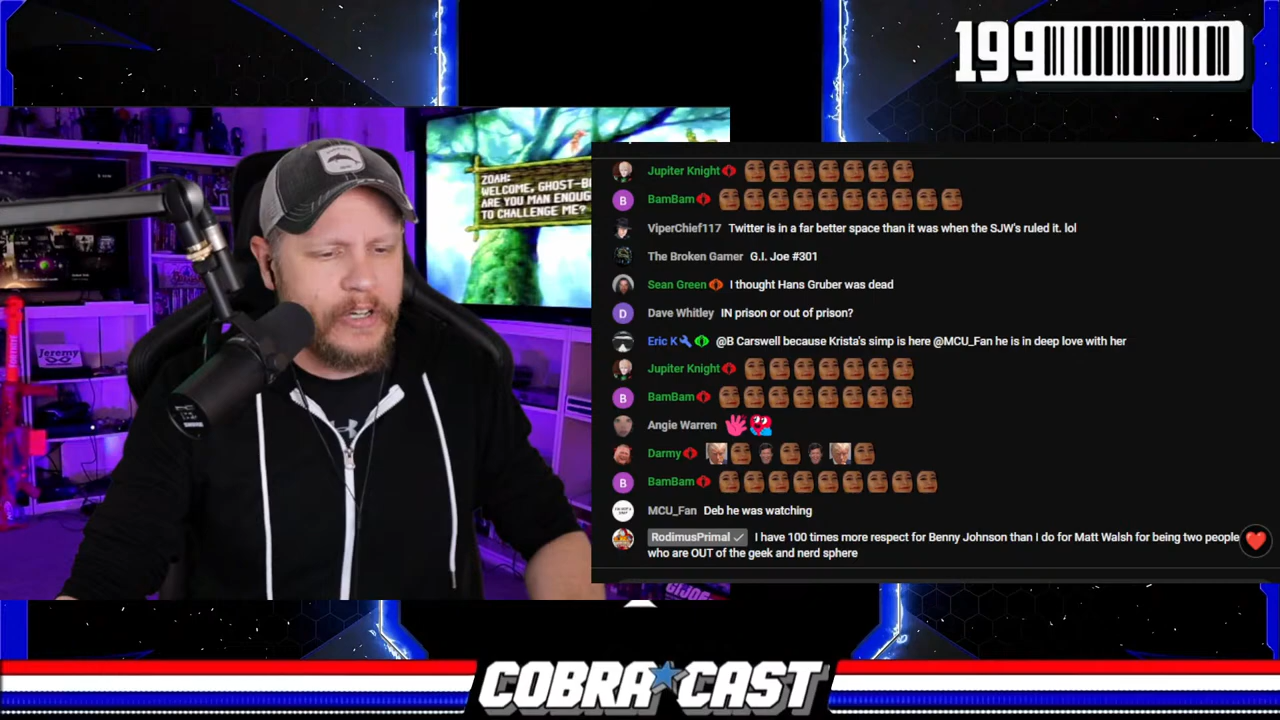 199
ZOAH:
WELCOME, GHOST-B
ARE YOU MAN ENOUG
TO CHALLENGE ME?
Jeremy
Jupiter Knight
B BamBam
ViperChief117 Twitter is in a far better space than it was when the SJW's ruled it. lol
The Broken Gamer G.I. Joe #301
Sean Green I thought Hans Gruber was dead
D Dave Whitley IN prison or out of prison?
Eric K @B Carswell because Krista's simp is here @MCU_Fan he is in deep love with her
Jupiter Knight
B BamBam
Angie Warren
Darmy
B BamBam
MCU_Fan Deb he was watching
RodimusPrimal I have 100 times more respect for Benny Johnson than I do for Matt Walsh for being two people
who are OUT of the geek and nerd sphere
GIJOE
COBRA CAST